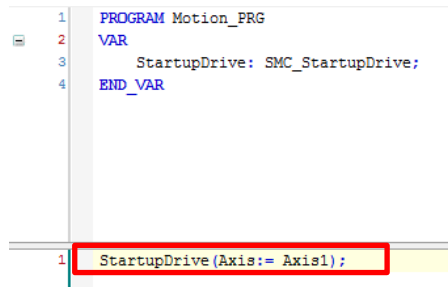 1 PROGRAM Motion_PRG
2 VAR
3 StartupDrive: SMC_StartupDrive;
4 END_VAR
1 StartupDrive(Axis:= Axis1);